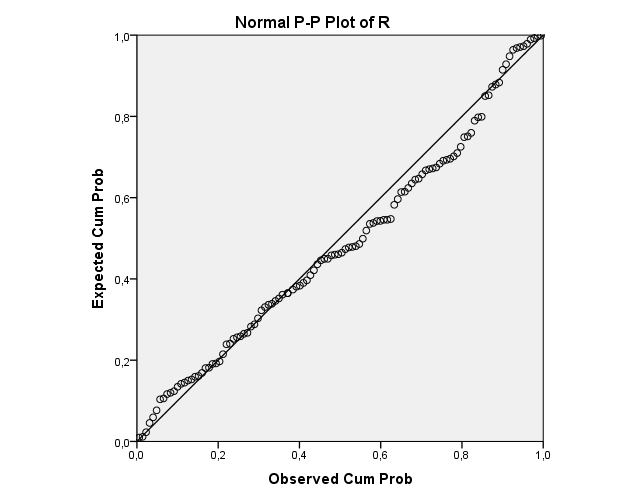 Normal P-P Plot of R
1,0
0,8
0,6
0,4
0,2
0,0
Expected Cum Prob
0,0 0,2 0,4 0,6 0,8 1,0
Observed Cum Prob